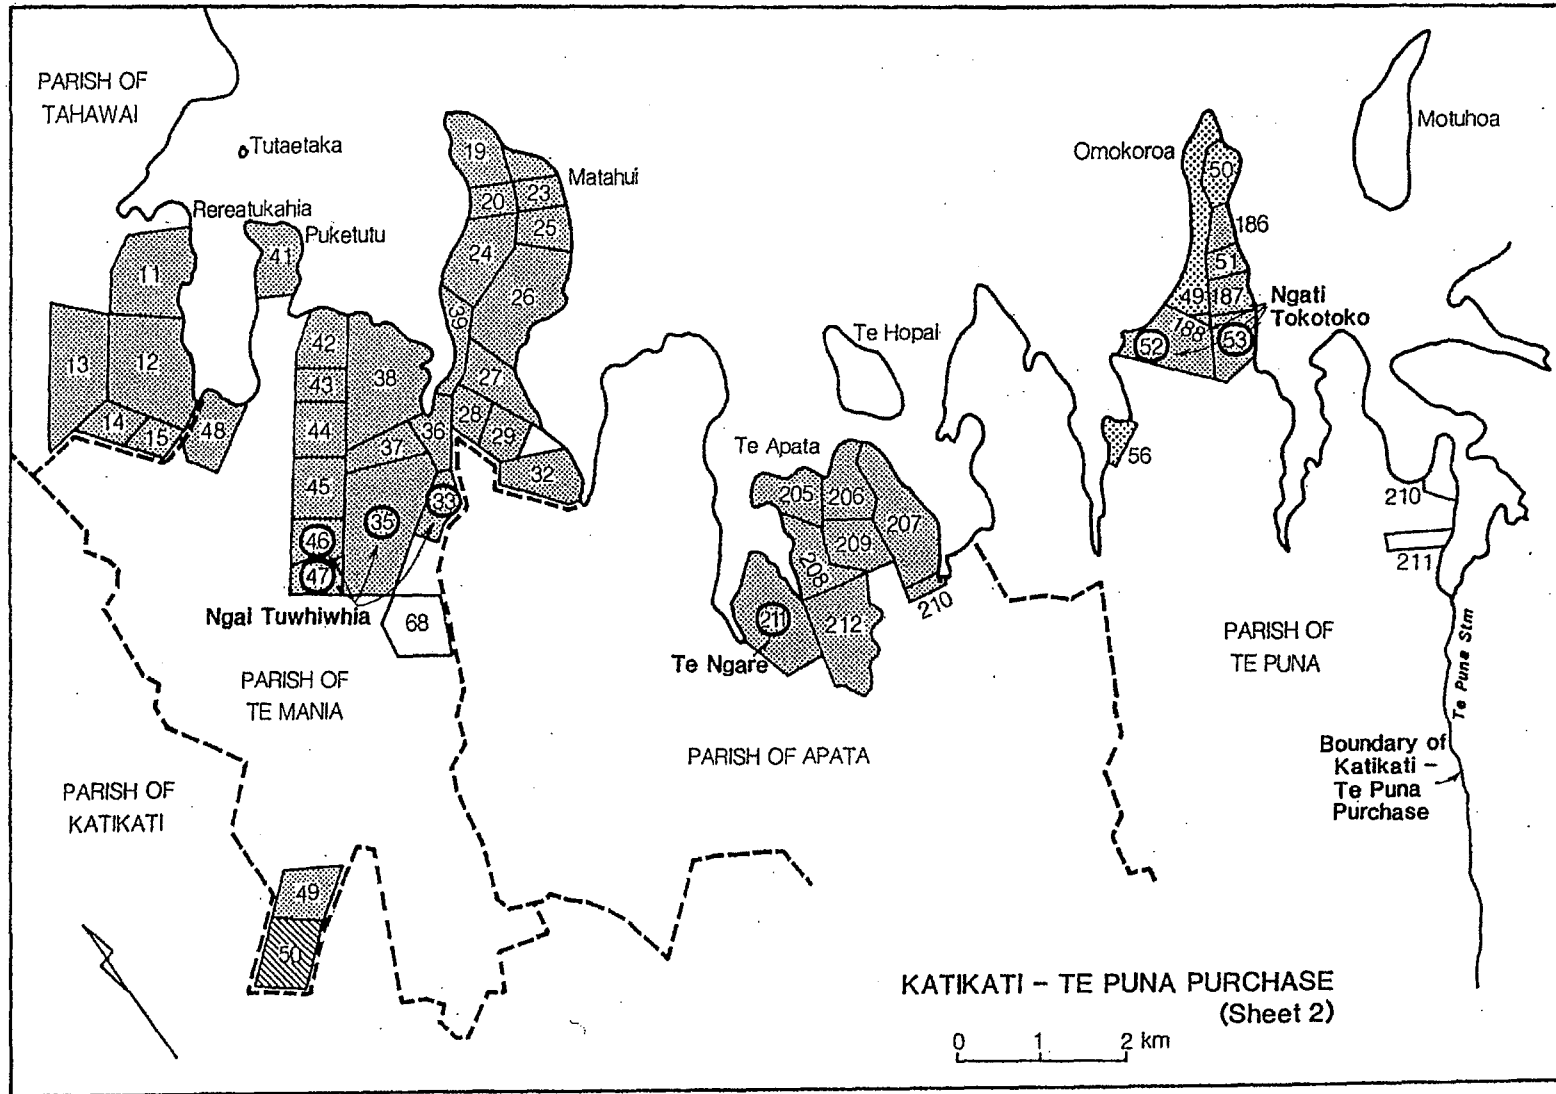 PARISH OF
TAHAWAI
Tutaetaka
Rereatukahia
Puketutu
Matahui
Omokoroa
Motuhoa
11
12
13
14
15
48
41
42
43
44
45
46
47
38
37
36
35
33
19
20
23
24
25
26
39
27
28
29
32
68
Ngai Tuwhiwhia
PARISH OF
TE MANIA
PARISH OF
KATIKATI
49
50
Te Hopai
Te Apata
205
206
207
208
209
210
211
212
Te Ngare
PARISH OF APATA
50
186
51
49
187
188
52
53
Ngati
Tokotoko
56
210
211
PARISH OF
TE PUNA
Te Puna Stm
Boundary of
Katikati –
Te Puna
Purchase
KATIKATI – TE PUNA PURCHASE
(Sheet 2)
0 1 2 km